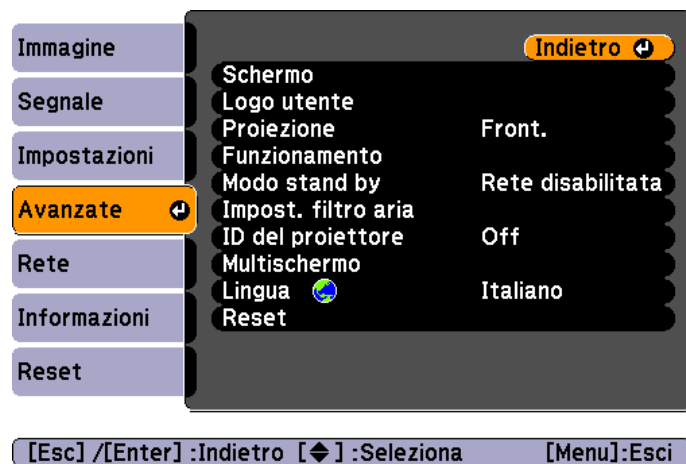 Immagine
Segnale
Impostazioni
Avanzate
Rete
Informazioni
Reset
Indietro
Schermo
Logo utente
Proiezione Front.
Funzionamento
Modo stand by Rete disabilitata
Impost. filtro aria
ID del proiettore Off
Multischermo
Lingua Italiano
Reset
[Esc] /[Enter] :Indietro [◆] :Seleziona [Menu]:Esci